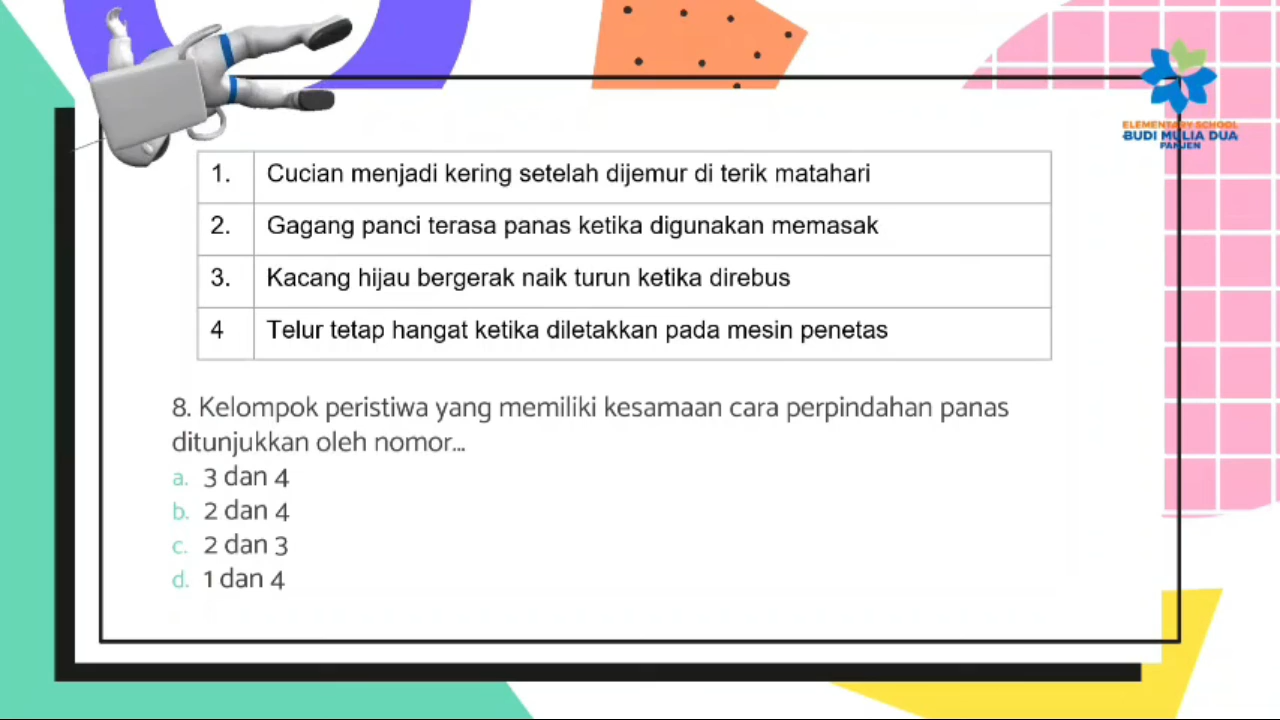 ELEMENTARY SCHOOL
BUDI MULIA DUA
PANJEN
1. Cucian menjadi kering setelah dijemur di terik matahari
2. Gagang panci terasa panas ketika digunakan memasak
3. Kacang hijau bergerak naik turun ketika direbus
4 Telur tetap hangat ketika diletakkan pada mesin penetas
8. Kelompok peristiwa yang memiliki kesamaan cara perpindahan panas
ditunjukkan oleh nomor...
a. 3 dan 4
b. 2 dan 4
c. 2 dan 3
d. 1 dan 4